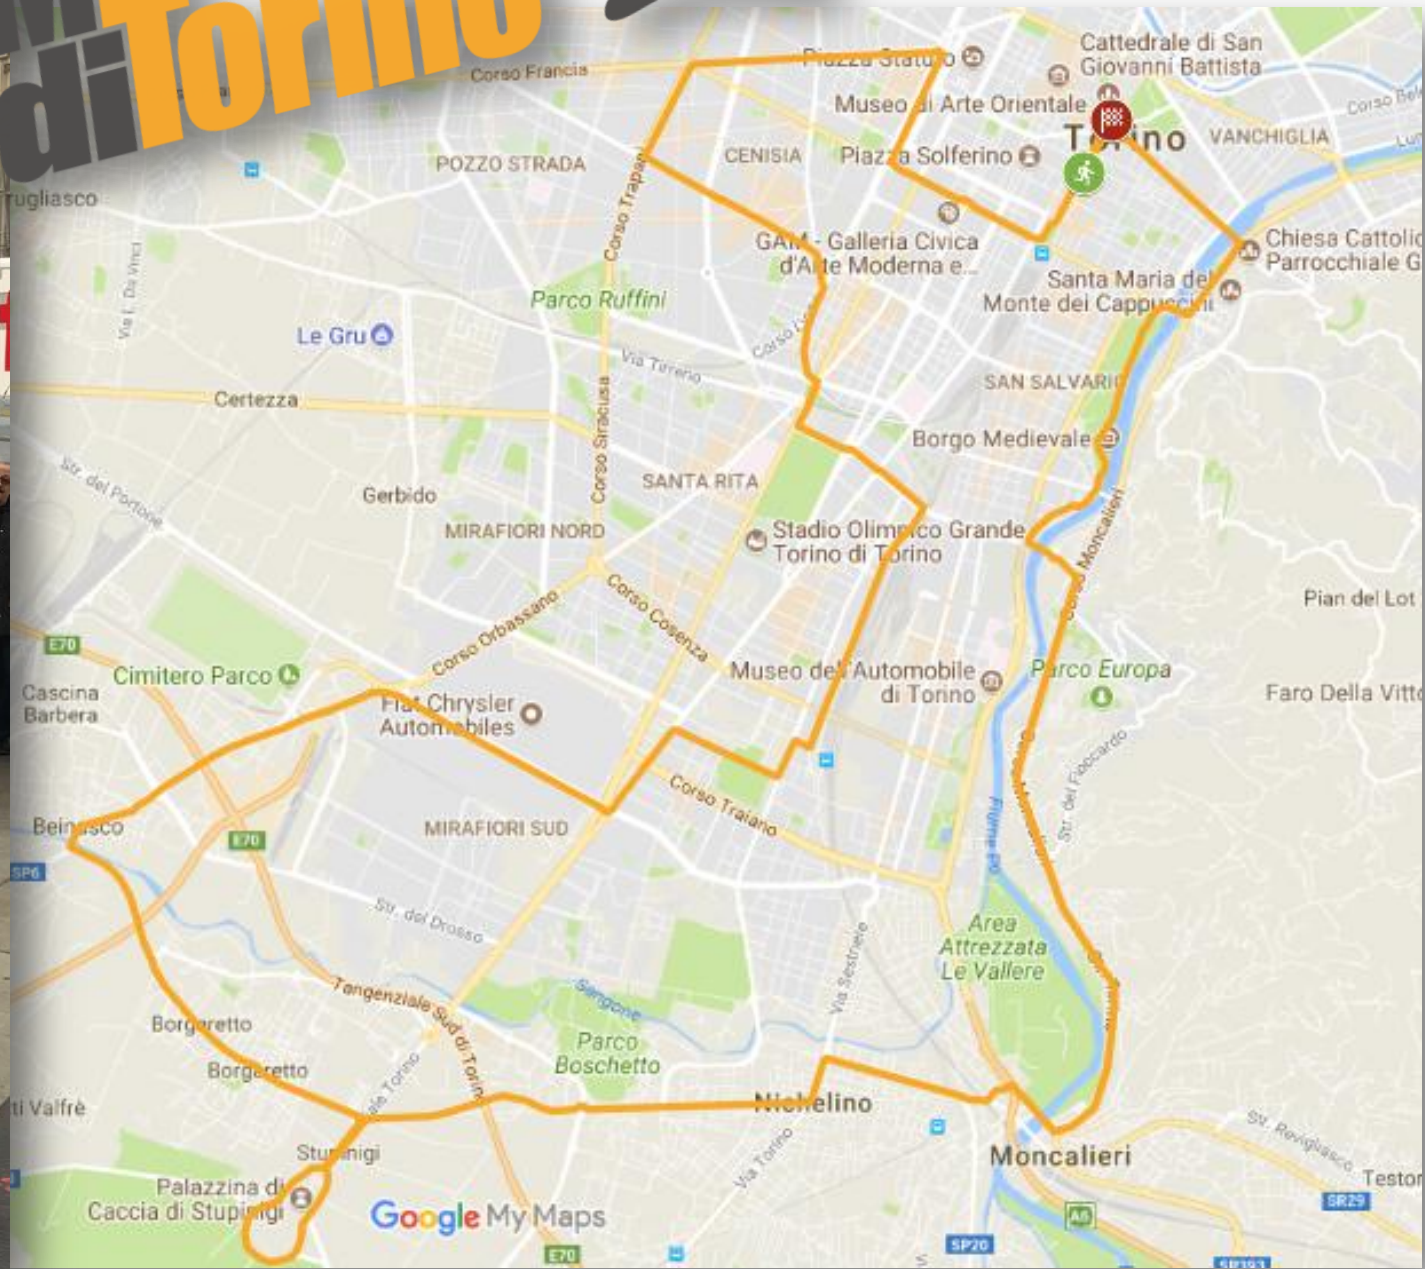 diTorino
Corso Francia
Piazza Statuto
Cattedrale di San
Giovanni Battista
Museo di Arte Orientale
Torino
VANCHIGLIA
POZZO STRADA
CENISIA
Piazza Solferino
Corso Trapani
Via L. Da Vinci
GAM - Galleria Civica
d'Arte Moderna e...
Chiesa Cattolic
Parrocchiale G
Santa Maria del
Monte dei Cappuccini
Parco Ruffini
Le Gru
Via Tirreno
SAN SALVARIO
Certezza
Corso Siracusa
Borgo Medievale
Str. del Portone
Gerbido
SANTA RITA
MIRAFIORI NORD
Stadio Olimpico Grande
Torino di Torino
Corso Moncalieri
Corso Orbassano
Corso Cosenza
Pian del Lot
E70
Cimitero Parco
Museo dell'Automobile
di Torino
Parco Europa
Cascina
Barbera
Fiat Chrysler
Automobiles
Faro Della Vitto
Str. del Fioccardo
Corso Traiano
Beinasco
E70
MIRAFIORI SUD
Fiume Po
SP6
Str. del Drosso
Area
Attrezzata
Le Vallere
Via Sestriere
Tangenziale Sud di Torino
Sangone
Borgaretto
Parco
Boschetto
Borgaretto
ti Valfrè
Nichelino
Stupinigi
Via Torino
Moncalieri
Str. Revigliasco
Palazzina di
Caccia di Stupinigi
Google My Maps
A6
SR29
SP20
E70